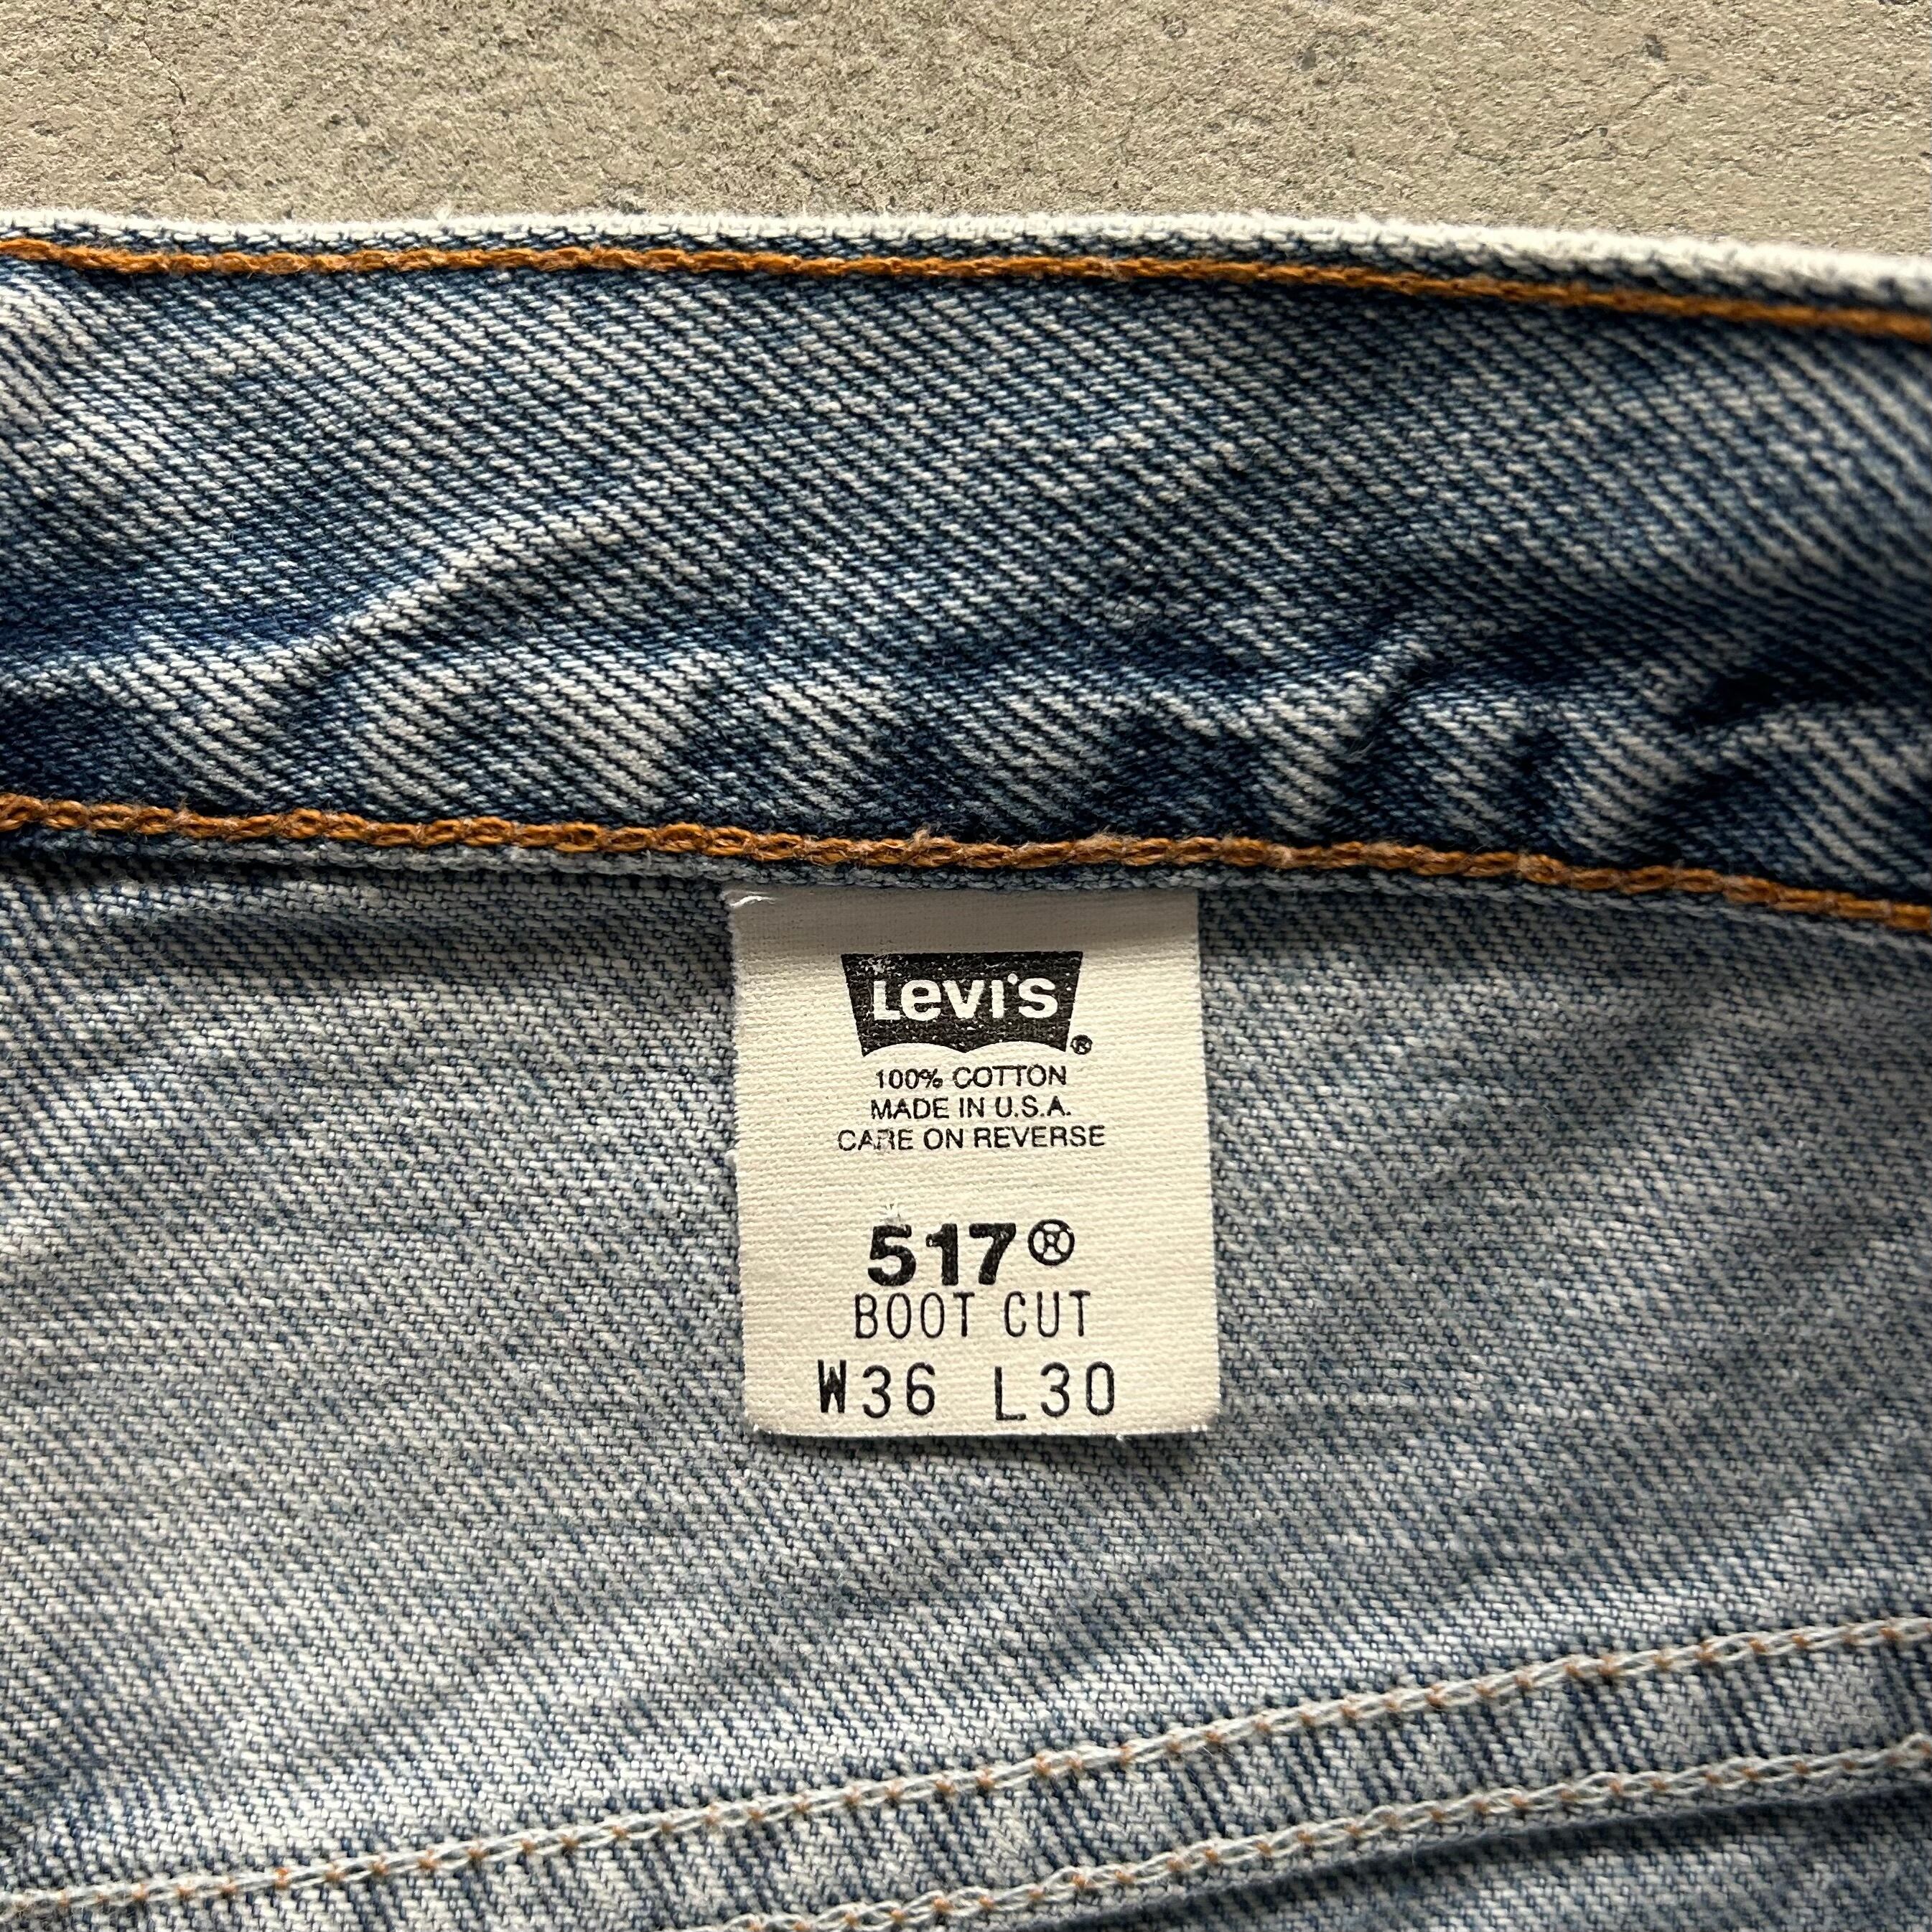 Levi's®
100% COTTON
MADE IN U.S.A.
CARE ON REVERSE
517®
BOOT CUT
W36 L30